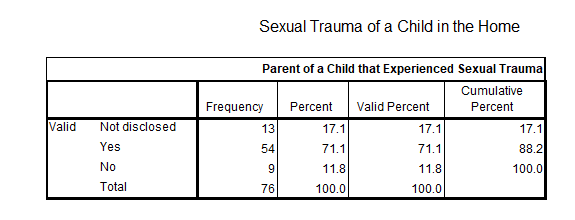 Sexual Trauma of a Child in the Home
Parent of a Child that Experienced Sexual Trauma
Frequency Percent Valid Percent Cumulative Percent
Valid Not disclosed 13 17.1 17.1 17.1
Yes 54 71.1 71.1 88.2
No 9 11.8 11.8 100.0
Total 76 100.0 100.0